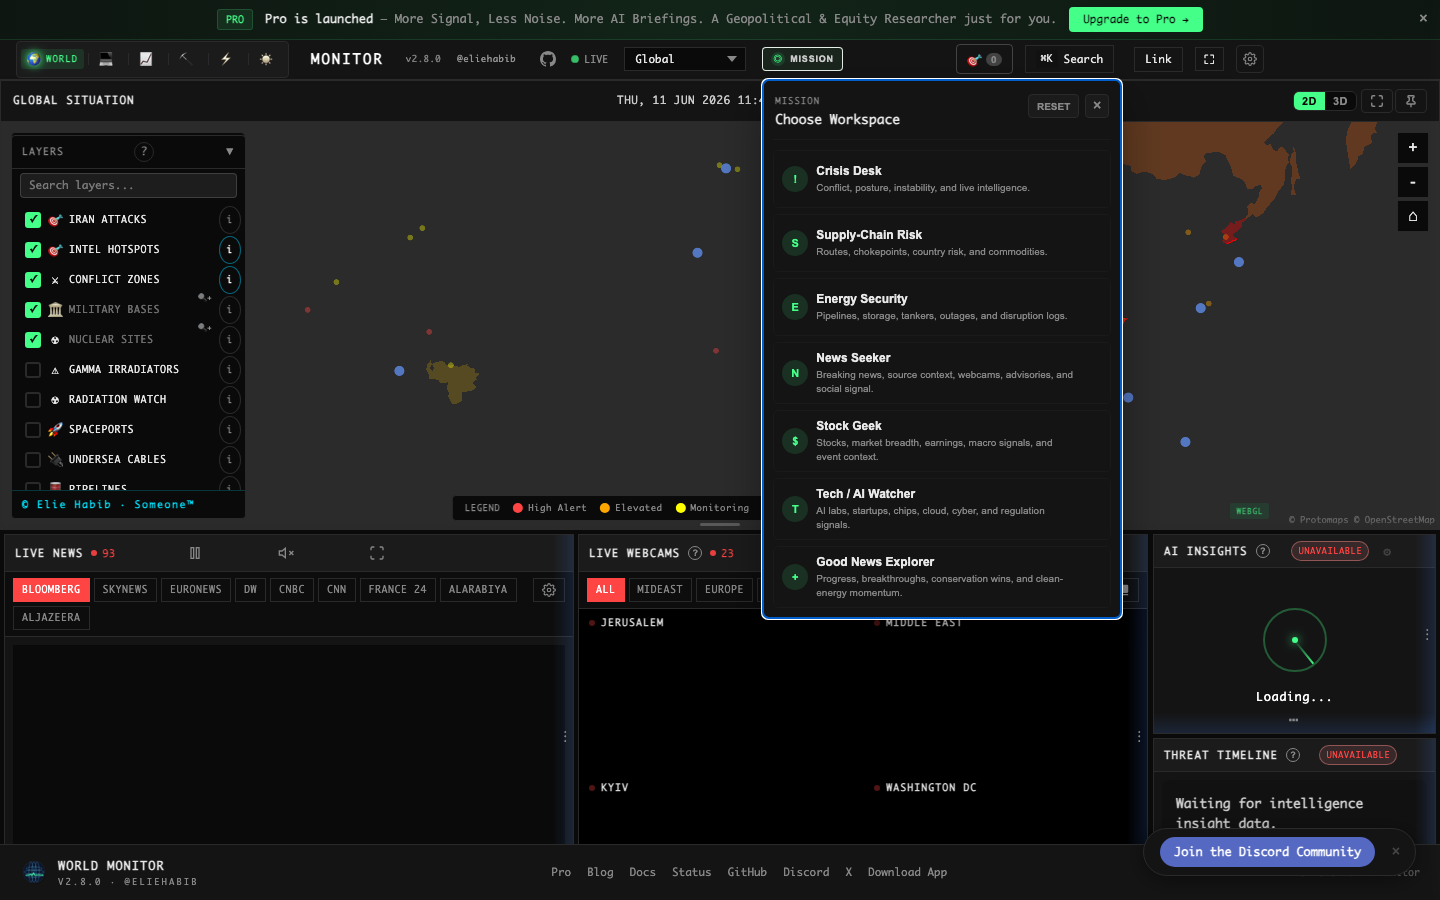 PRO Pro is launched — More Signal, Less Noise. More AI Briefings. A Geopolitical & Equity Researcher just for you. Upgrade to Pro → ×
WORLD MONITOR v2.8.0 @eliehabib LIVE Global MISSION 0 ⌘K Search Link
GLOBAL SITUATION THU, 11 JUN 2026 11:4 2D 3D
MISSION
Choose Workspace
RESET ×
! Crisis Desk
Conflict, posture, instability, and live intelligence.
S Supply-Chain Risk
Routes, chokepoints, country risk, and commodities.
E Energy Security
Pipelines, storage, tankers, outages, and disruption logs.
N News Seeker
Breaking news, source context, webcams, advisories, and
social signal.
$ Stock Geek
Stocks, market breadth, earnings, macro signals, and
event context.
T Tech / AI Watcher
AI labs, startups, chips, cloud, cyber, and regulation
signals.
+ Good News Explorer
Progress, breakthroughs, conservation wins, and clean-
energy momentum.
LAYERS ? ▼
Search layers...
IRAN ATTACKS i
INTEL HOTSPOTS i
CONFLICT ZONES i
MILITARY BASES i
NUCLEAR SITES i
GAMMA IRRADIATORS i
RADIATION WATCH i
SPACEPORTS i
UNDERSEA CABLES i
PIPELINES i
© Elie Habib · Someone™
+
-
LEGEND High Alert Elevated Monitoring
WEBGL
© Protomaps © OpenStreetMap
LIVE NEWS 93
BLOOMBERG SKYNEWS EURONEWS DW CNBC CNN FRANCE 24 ALARABIYA
ALJAZEERA
LIVE WEBCAMS ? 23
ALL MIDEAST EUROPE
JERUSALEM MIDDLE EAST
KYIV WASHINGTON DC
AI INSIGHTS ? UNAVAILABLE
Loading...
THREAT TIMELINE ? UNAVAILABLE
Waiting for intelligence
insight data.
Join the Discord Community ×
WORLD MONITOR
V2.8.0 · @ELIEHABIB
Pro Blog Docs Status GitHub Discord X Download App